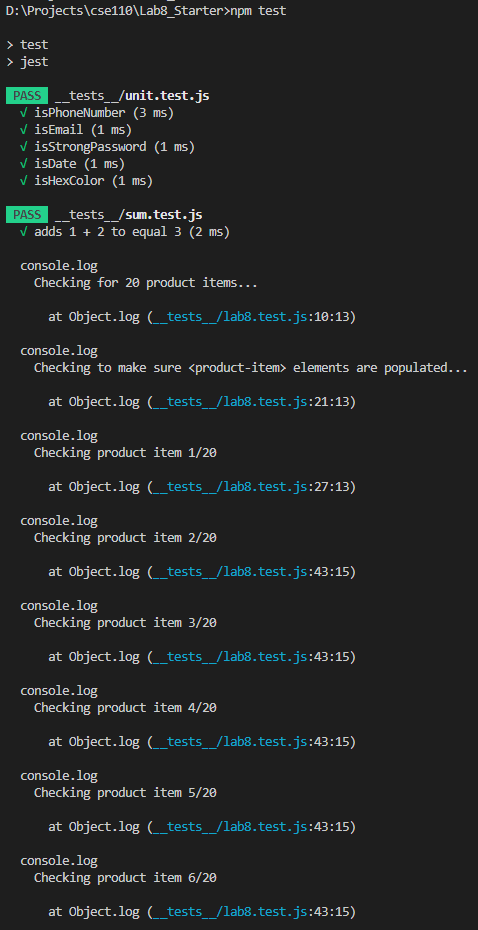 D:\Projects\cse110\Lab8_Starter>npm test
> test
> jest
PASS __tests__/unit.test.js
√ isPhoneNumber (3 ms)
√ isEmail (1 ms)
√ isStrongPassword (1 ms)
√ isDate (1 ms)
√ isHexColor (1 ms)
PASS __tests__/sum.test.js
√ adds 1 + 2 to equal 3 (2 ms)
console.log
Checking for 20 product items...
at Object.log (__tests__/lab8.test.js:10:13)
console.log
Checking to make sure <product-item> elements are populated...
at Object.log (__tests__/lab8.test.js:21:13)
console.log
Checking product item 1/20
at Object.log (__tests__/lab8.test.js:27:13)
console.log
Checking product item 2/20
at Object.log (__tests__/lab8.test.js:43:15)
console.log
Checking product item 3/20
at Object.log (__tests__/lab8.test.js:43:15)
console.log
Checking product item 4/20
at Object.log (__tests__/lab8.test.js:43:15)
console.log
Checking product item 5/20
at Object.log (__tests__/lab8.test.js:43:15)
console.log
Checking product item 6/20
at Object.log (__tests__/lab8.test.js:43:15)